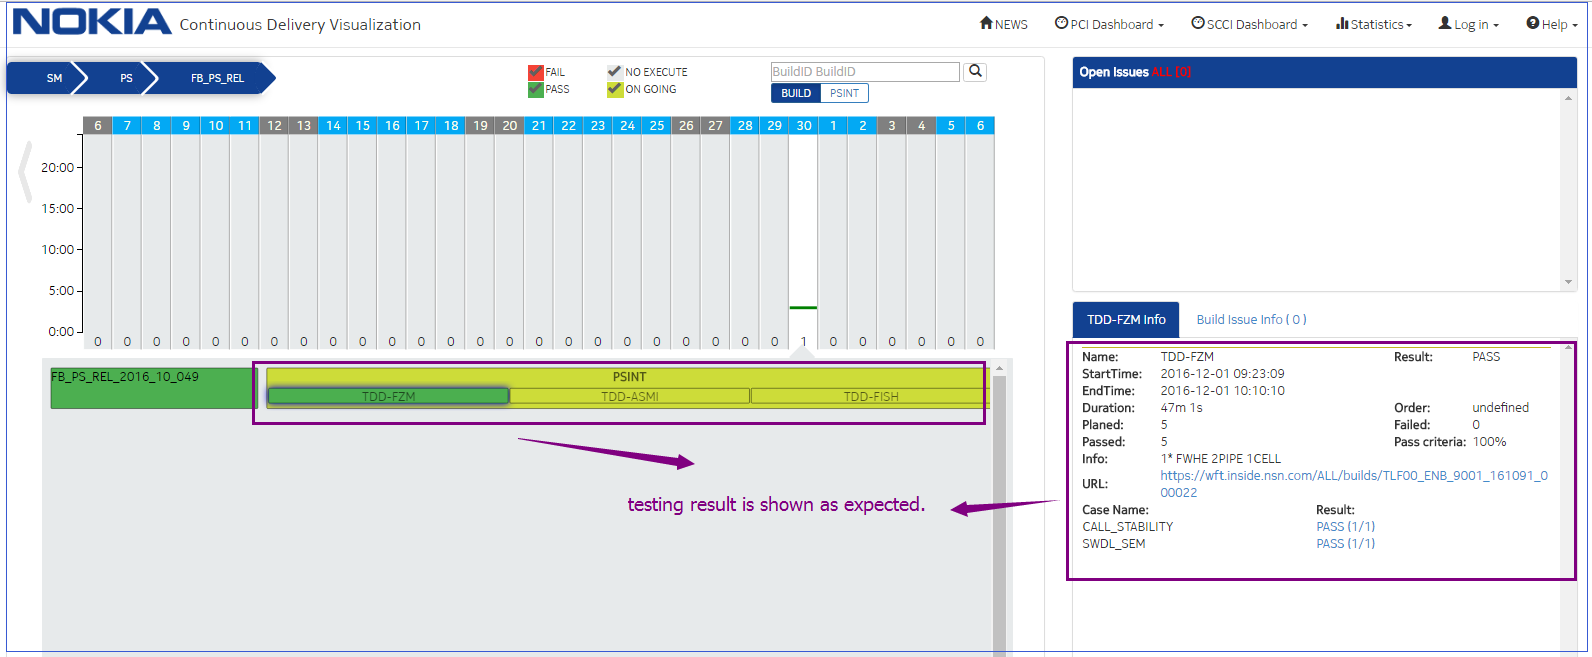 NOKIA Continuous Delivery Visualization
NEWS PCI Dashboard SCCI Dashboard Statistics Log in Help
SM PS FB_PS_REL
FAIL NO EXECUTE
PASS ON GOING
BuildID BuildID
BUILD PSINT
Open Issues ALL [0]
6 7 8 9 10 11 12 13 14 15 16 17 18 19 20 21 22 23 24 25 26 27 28 29 30 1 2 3 4 5 6
20:00
15:00
10:00
5:00
0:00
0 0 0 0 0 0 0 0 0 0 0 0 0 0 0 0 0 0 0 0 0 0 0 0 1 0 0 0 0 0 0
FB_PS_REL_2016_10_049
PSINT
TDD-FZM TDD-ASMI TDD-FISH
testing result is shown as expected.
TDD-FZM Info Build Issue Info ( 0 )
Name: TDD-FZM Result: PASS
StartTime: 2016-12-01 09:23:09
EndTime: 2016-12-01 10:10:10
Duration: 47m 1s Order: undefined
Planed: 5 Failed: 0
Passed: 5 Pass criteria: 100%
Info: 1* FWHE 2PIPE 1CELL
URL: https://wft.inside.nsn.com/ALL/builds/TLF00_ENB_9001_161091_0
00022
Case Name: Result:
CALL_STABILITY PASS (1/1)
SWDL_SEM PASS (1/1)